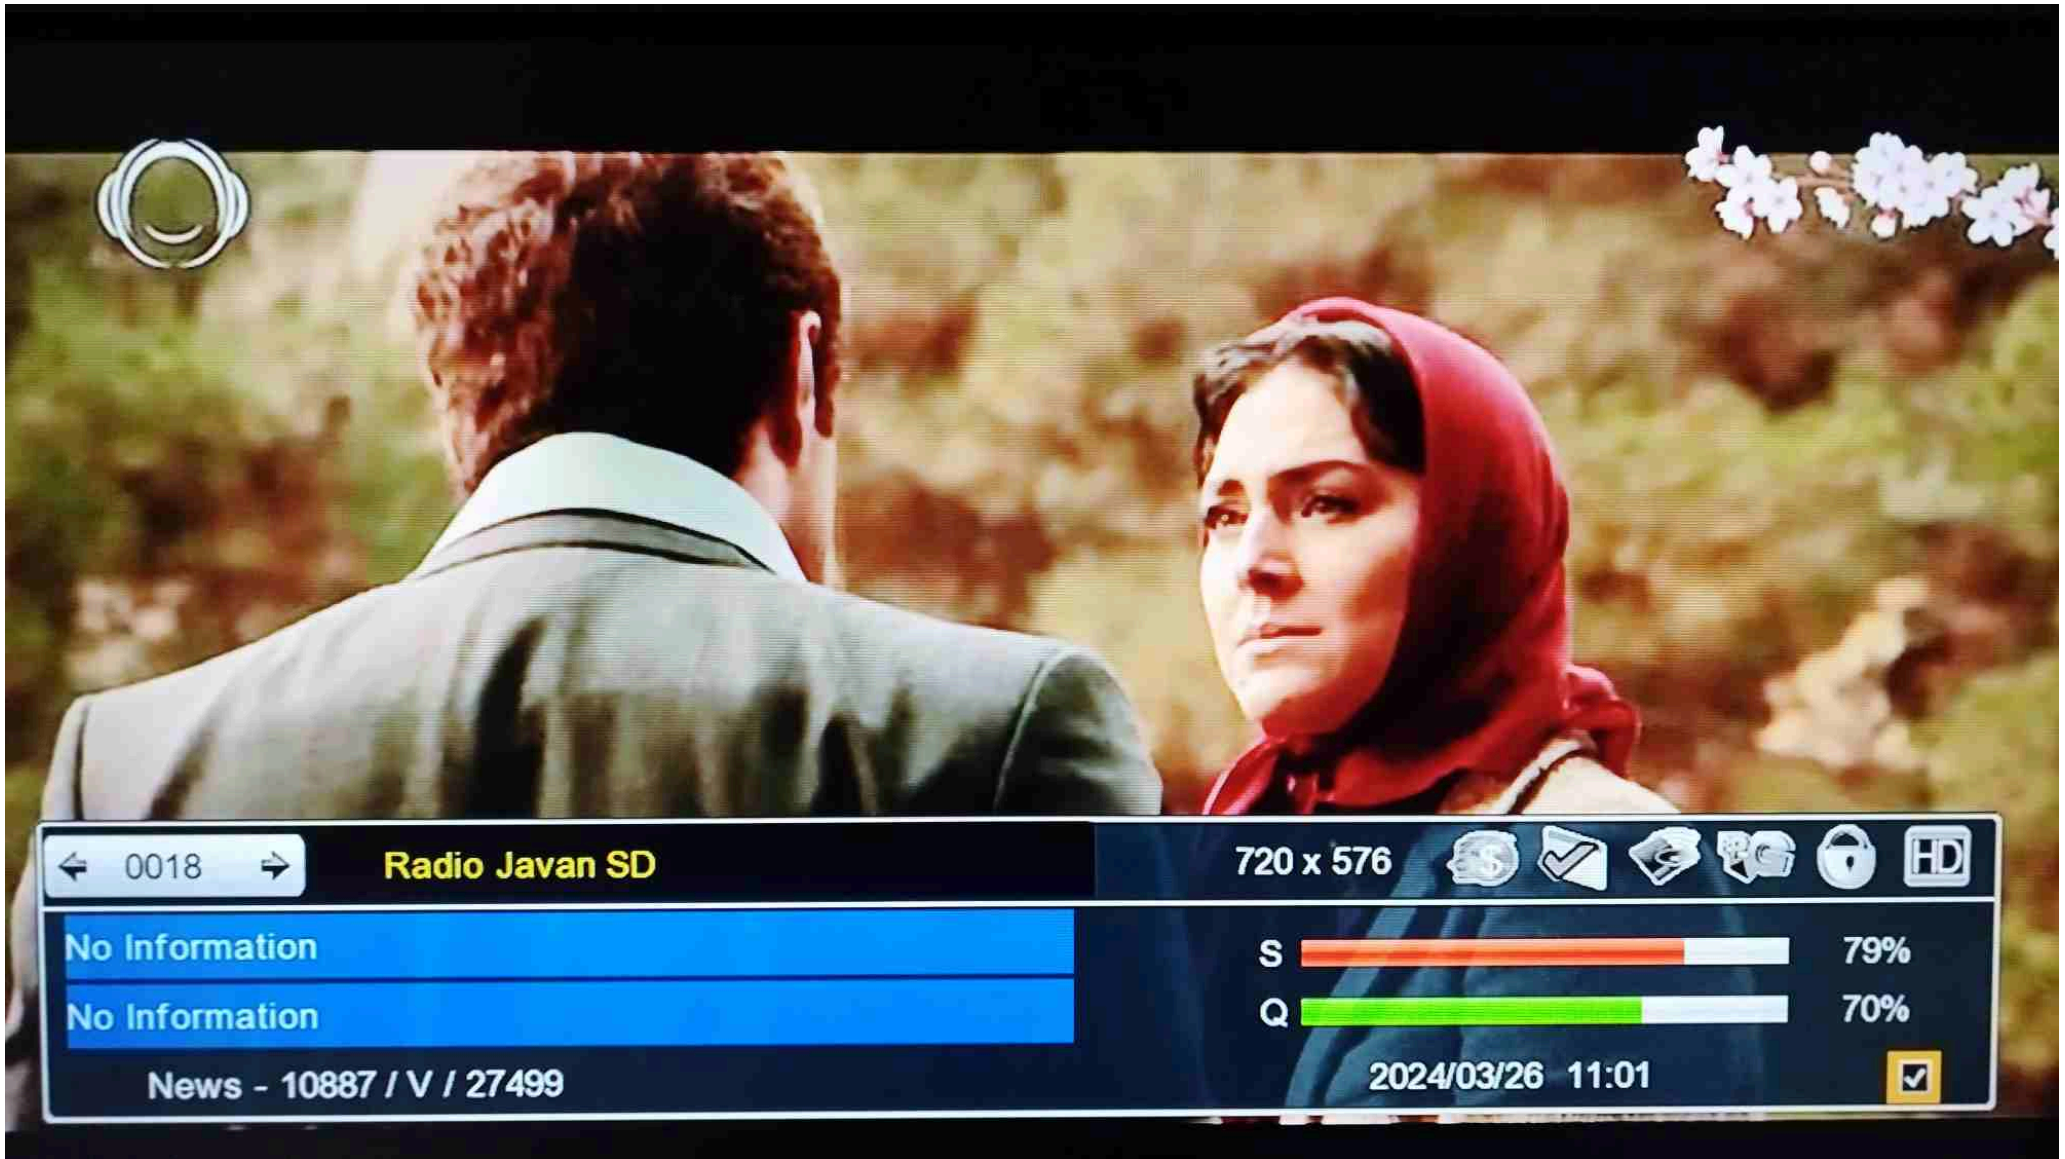 0018 Radio Javan SD 720 x 576 $ HD
No Information
S 79%
No Information
Q 70%
News - 10887 / V / 27499
2024/03/26 11:01